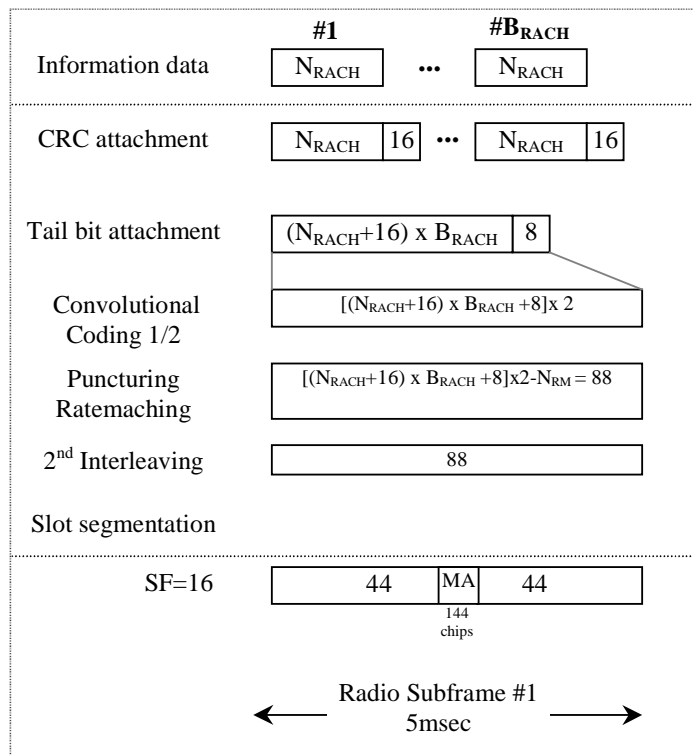 #1 #B_RACH
Information data N_RACH ••• N_RACH
CRC attachment N_RACH 16 ••• N_RACH 16
Tail bit attachment (N_RACH+16) x B_RACH 8
Convolutional
Coding 1/2
[(N_RACH+16) x B_RACH +8]x 2
Puncturing
Ratemaching
[(N_RACH+16) x B_RACH +8]x2-N_RM = 88
2nd Interleaving 88
Slot segmentation
SF=16 44 MA 44
144
chips
Radio Subframe #1
5msec